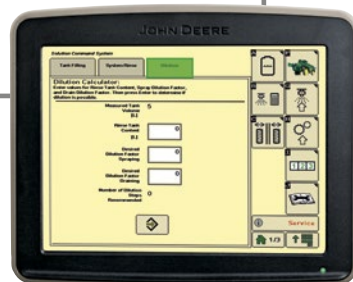 JOHN DEERE
Solution Command System
Tank Filling
System Rinse
Dilution
Dilution Calculator:
Enter values for Rinse Tank Content, Spray Dilution Factor,
and Drain Dilution Factor. Then press Enter to determine if
dilution is possible.
Measured Tank
Volume
5
Rinse Tank
Content
0
Desired
Dilution Factor
Spraying
0
Desired
Dilution Factor
Draining
0
Number of Dilution
Steps
Recommended
0
123
Service
1/3